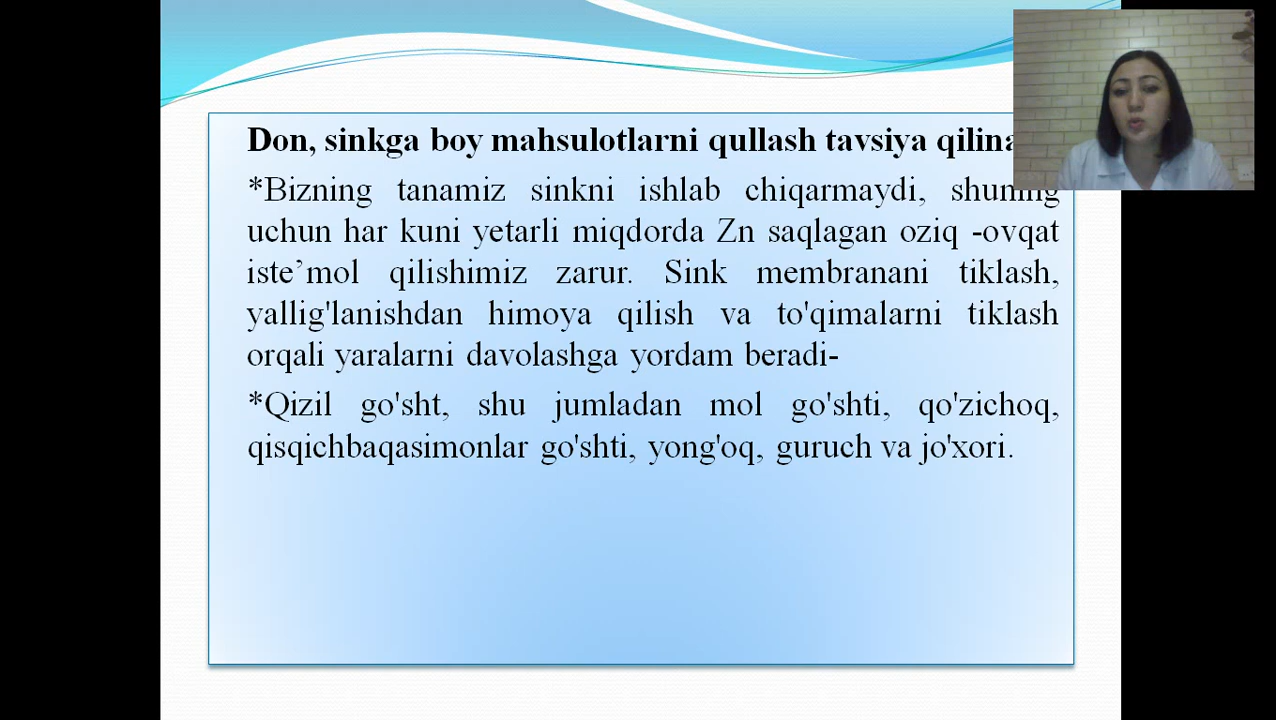 Don, sinkga boy mahsulotlarni qullash tavsiya
*Bizning tanamiz sinkni ishlab chiqarmaydi, shuning
uchun har kuni yetarli miqdorda Zn saqlagan oziq -ovqat
iste’mol qilishimiz zarur. Sink membranani tiklash,
yallig'lanishdan himoya qilish va to'qimalarni tiklash
orqali yaralarni davolashga yordam beradi-
*Qizil go'sht, shu jumladan mol go'shti, qo'zichoq,
qisqichbaqasimonlar go'shti, yong'oq, guruch va jo'xori.